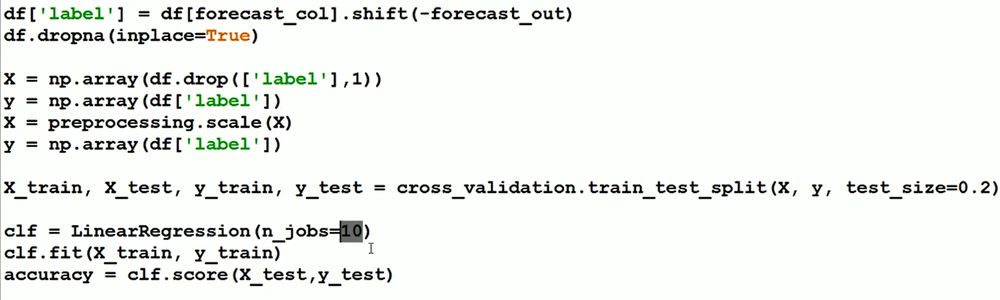 df['label'] = df[forecast_col].shift(-forecast_out)
df.dropna(inplace=True)
X = np.array(df.drop(['label'],1))
y = np.array(df['label'])
X = preprocessing.scale(X)
y = np.array(df['label'])
X_train, X_test, y_train, y_test = cross_validation.train_test_split(X, y, test_size=0.2)
clf = LinearRegression(n_jobs=10)
clf.fit(X_train, y_train)
accuracy = clf.score(X_test,y_test)